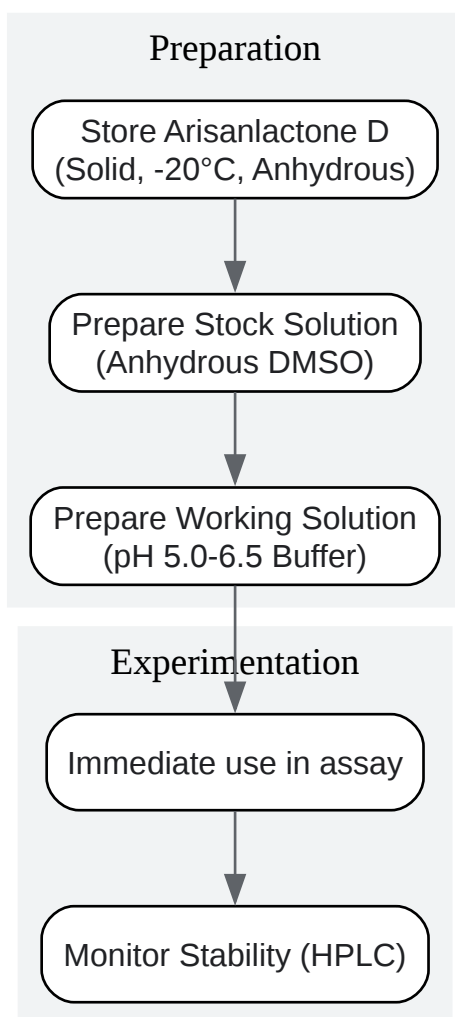 Preparation
Store Arisanlactone D
(Solid, -20°C, Anhydrous)
Prepare Stock Solution
(Anhydrous DMSO)
Prepare Working Solution
(pH 5.0-6.5 Buffer)
Experimentation
Immediate use in assay
Monitor Stability (HPLC)